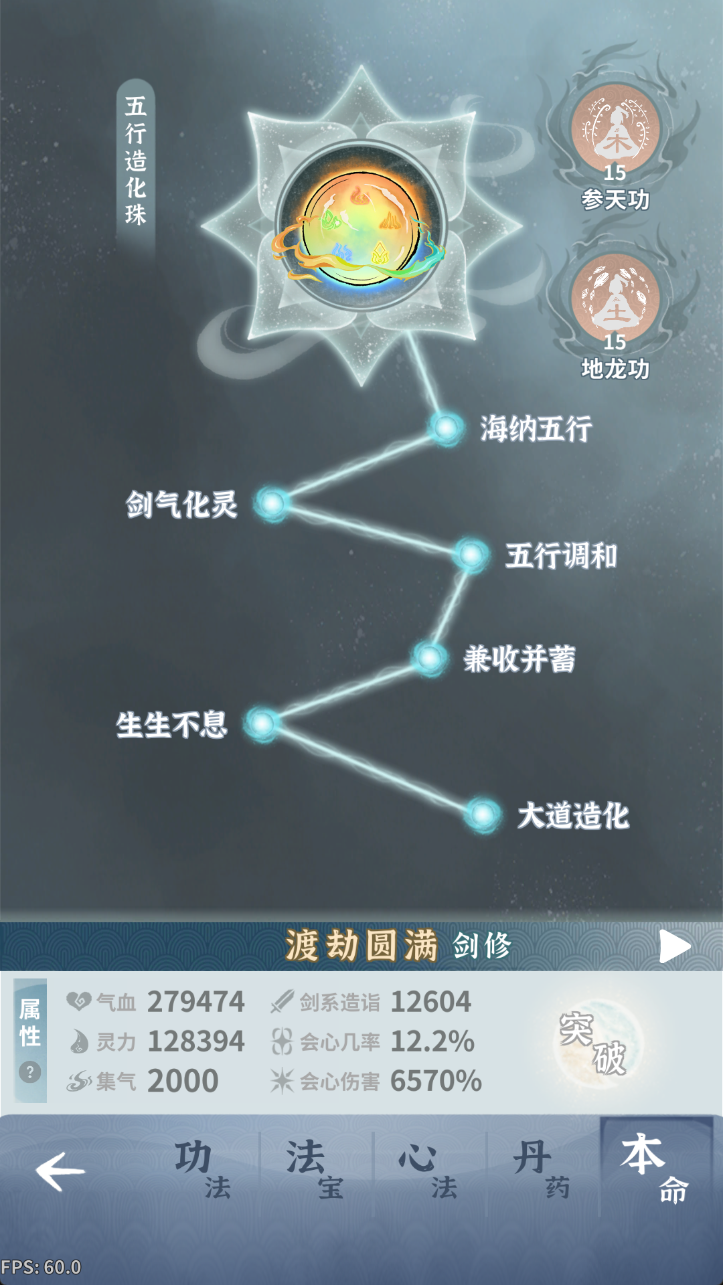 五行造化珠
木
15
参天功
土
15
地龙功
海纳五行
剑气化灵
五行调和
兼收并蓄
生生不息
大道造化
渡劫圆满 剑修
属性
?
气血 279474 剑系造诣 12604
灵力 128394 会心几率 12.2%
集气 2000 会心伤害 6570%
突破
功法 法宝 心法 丹药 本命
FPS: 60.0